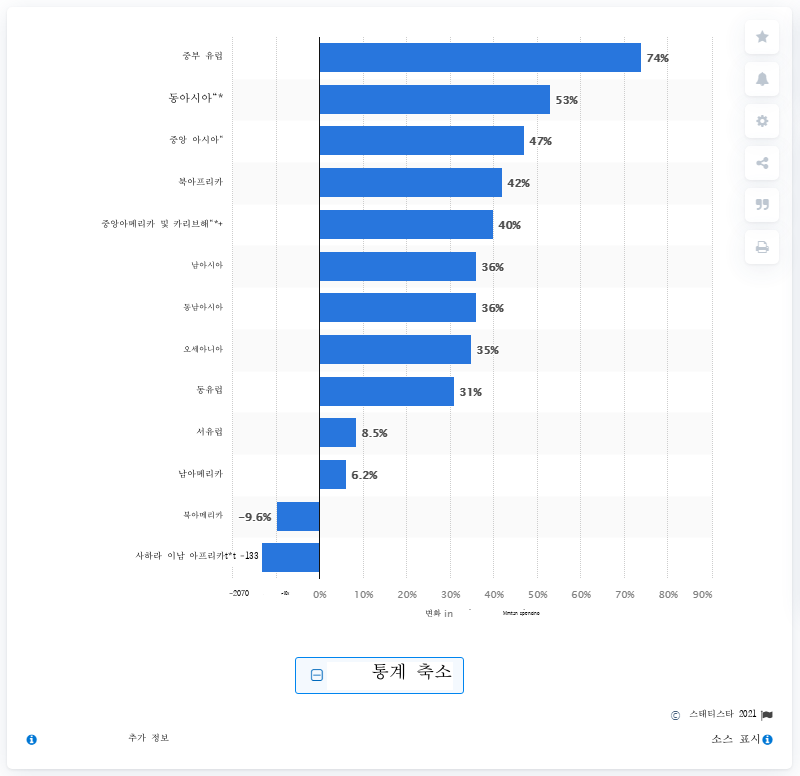 중부 유럽
74%
동아시아"*
53%
중앙 아시아"
47%
북아프리카
42%
중앙아메리카 및 카리브해"*+
40%
남아시아
36%
동남아시아
36%
오세아니아
35%
동유럽
31%
서유럽
8.5%
남아메리카
6.2%
북아메리카
-9.6%
사하라 이남 아프리카t*t -133
-2070 0% 10% 20% 30% 40% 50% 60% 70% 80% 90%
변화 in
통계 축소
© 스태티스타 2021
추가 정보
소스 표시